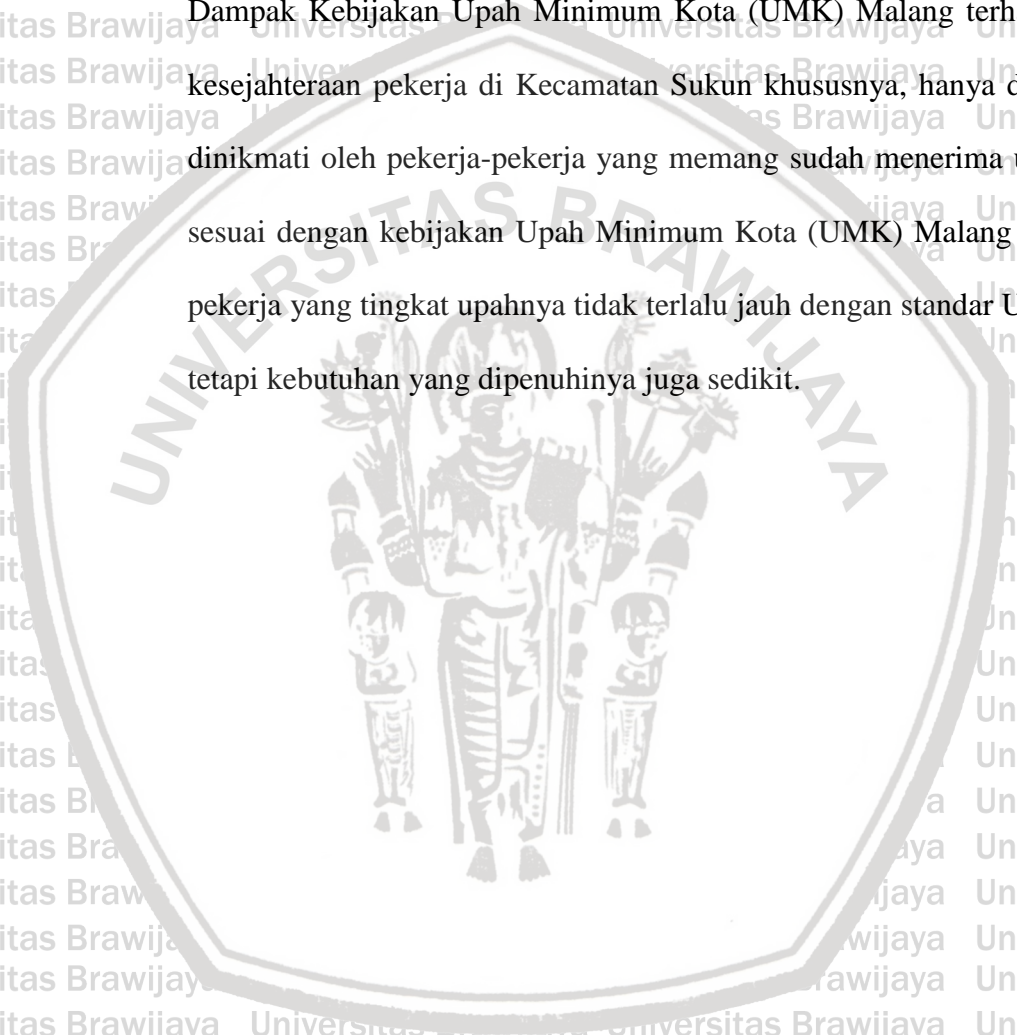 Dampak Kebijakan Upah Minimum Kota (UMK) Malang terh
kesejahteraan pekerja di Kecamatan Sukun khususnya, hanya d
dinikmati oleh pekerja-pekerja yang memang sudah menerima u
sesuai dengan kebijakan Upah Minimum Kota (UMK) Malang
pekerja yang tingkat upahnya tidak terlalu jauh dengan standar U
tetapi kebutuhan yang dipenuhinya juga sedikit.
UNIVERSITAS BRAWIJAYA